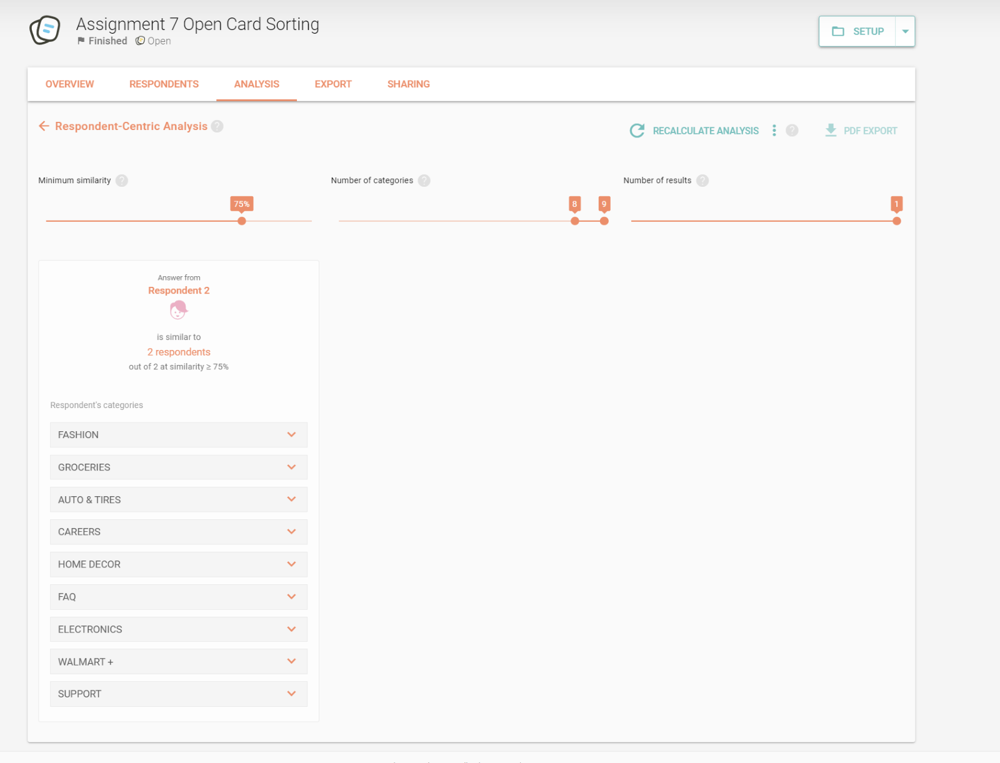 Assignment 7 Open Card Sorting
Finished Open
SETUP
OVERVIEW RESPONDENTS ANALYSIS EXPORT SHARING
Respondent-Centric Analysis ?
RECALCULATE ANALYSIS ? PDF EXPORT
Minimum similarity ? Number of categories ? Number of results ?
75% 8 9 1
Answer from
Respondent 2
is similar to
2 respondents
out of 2 at similarity ≥ 75%
Respondent's categories
FASHION
GROCERIES
AUTO & TIRES
CAREERS
HOME DECOR
FAQ
ELECTRONICS
WALMART +
SUPPORT